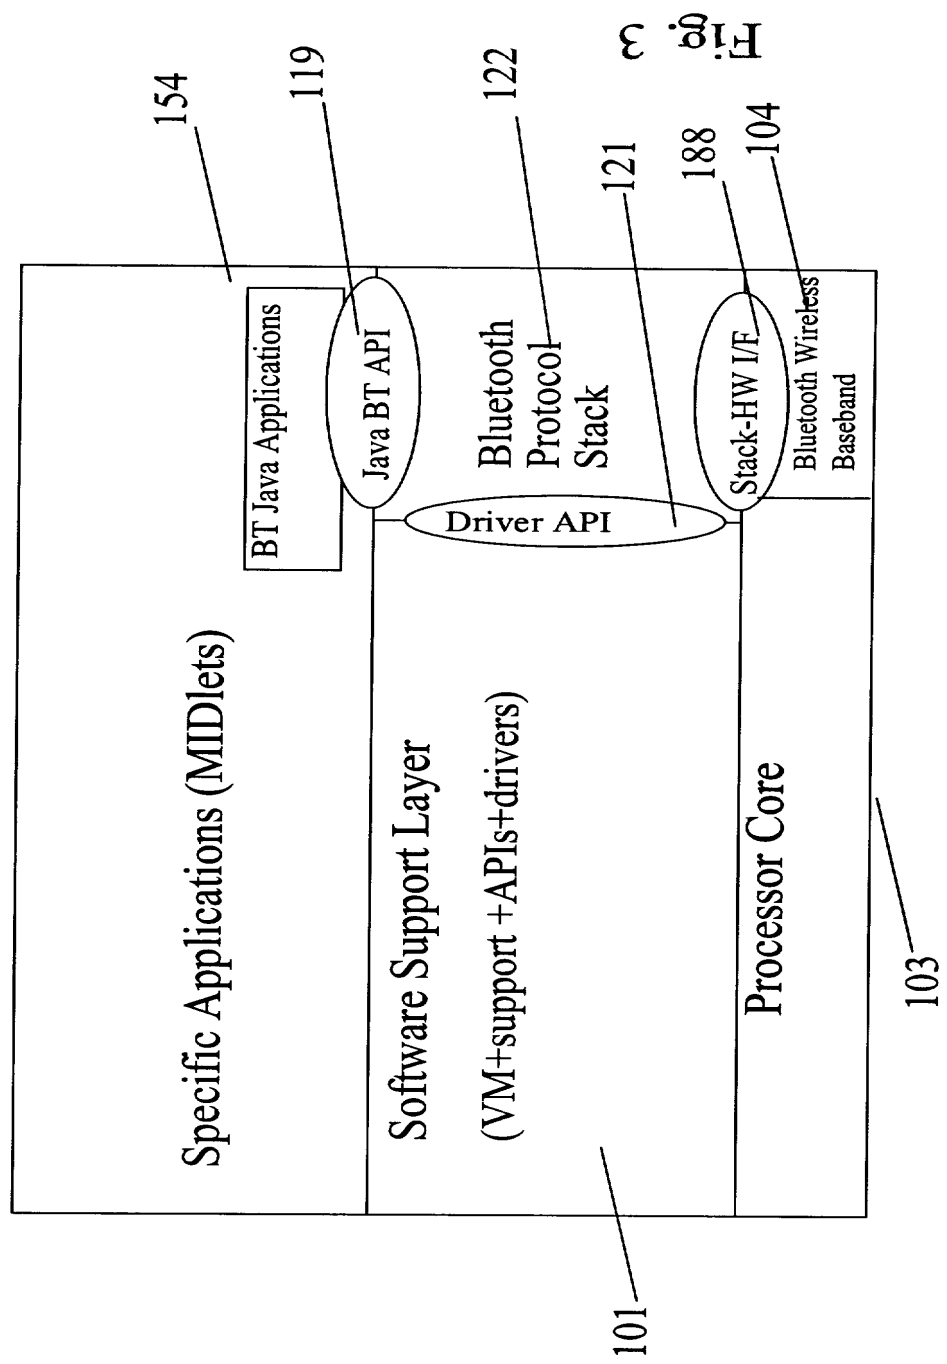 154
119
122
121
188
104
Fig. 3
Specific Applications (MIDlets)
BT Java Applications
Java BT API
Software Support Layer
(VM+support +APIs+drivers)
Driver API
Bluetooth
Protocol
Stack
Stack-HW I/F
Processor Core
Bluetooth Wireless
Baseband
101
103